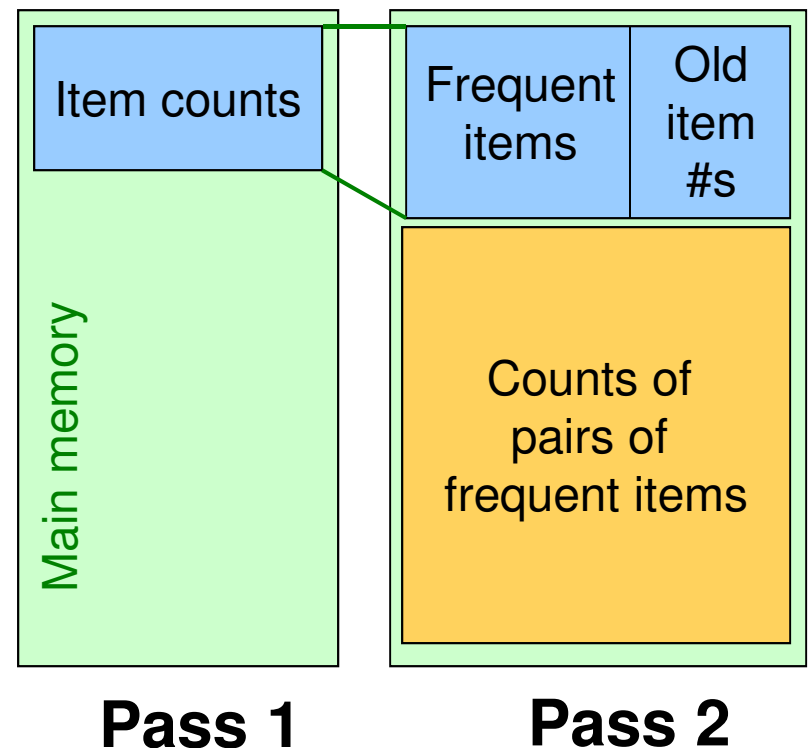 Item counts
Main memory
Frequent
items
Old
item
#s
Counts of
pairs of
frequent items
Pass 1
Pass 2